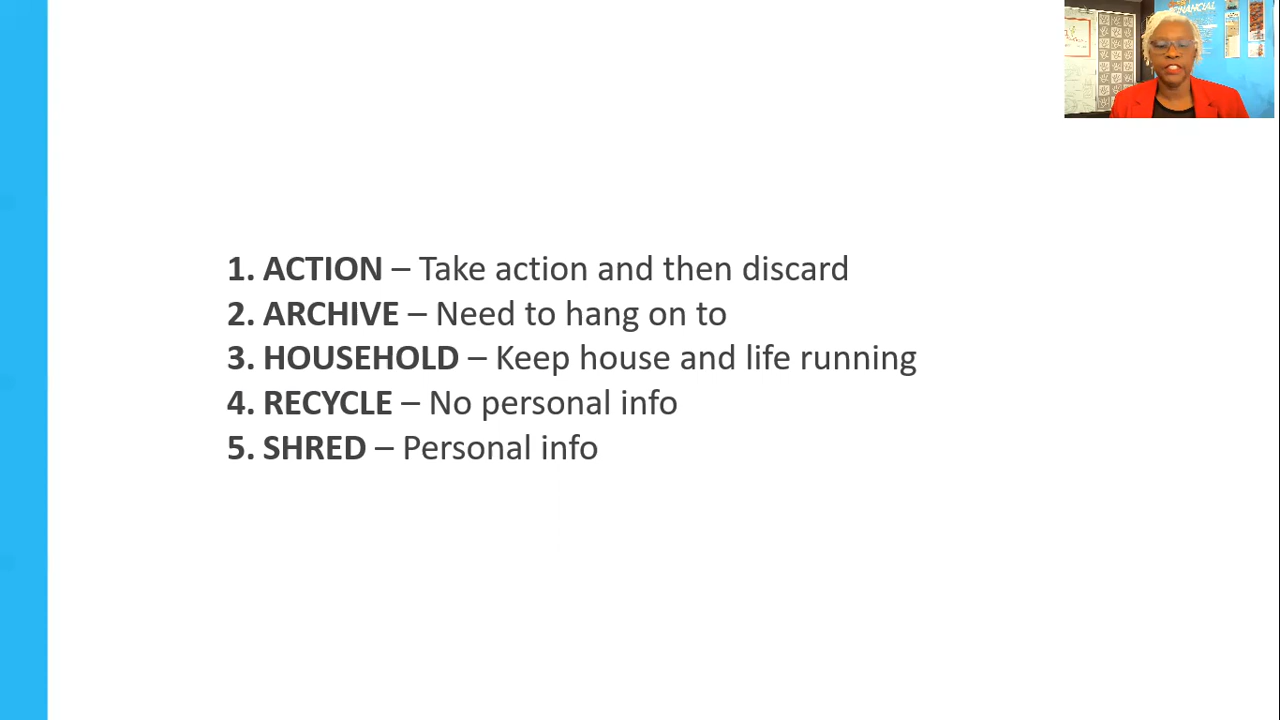 FINANCIAL
1. ACTION – Take action and then discard
2. ARCHIVE – Need to hang on to
3. HOUSEHOLD – Keep house and life running
4. RECYCLE – No personal info
5. SHRED – Personal info